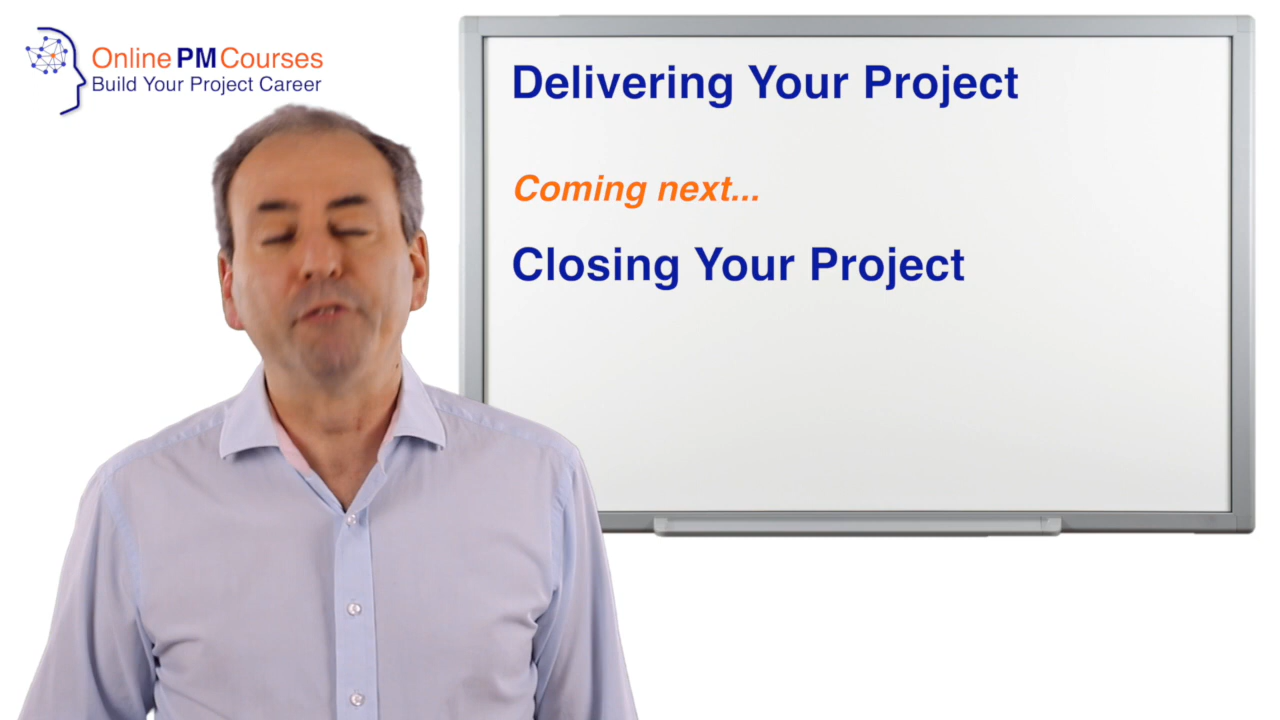 Online PM Courses
Build Your Project Career
Delivering Your Project
Coming next...
Closing Your Project